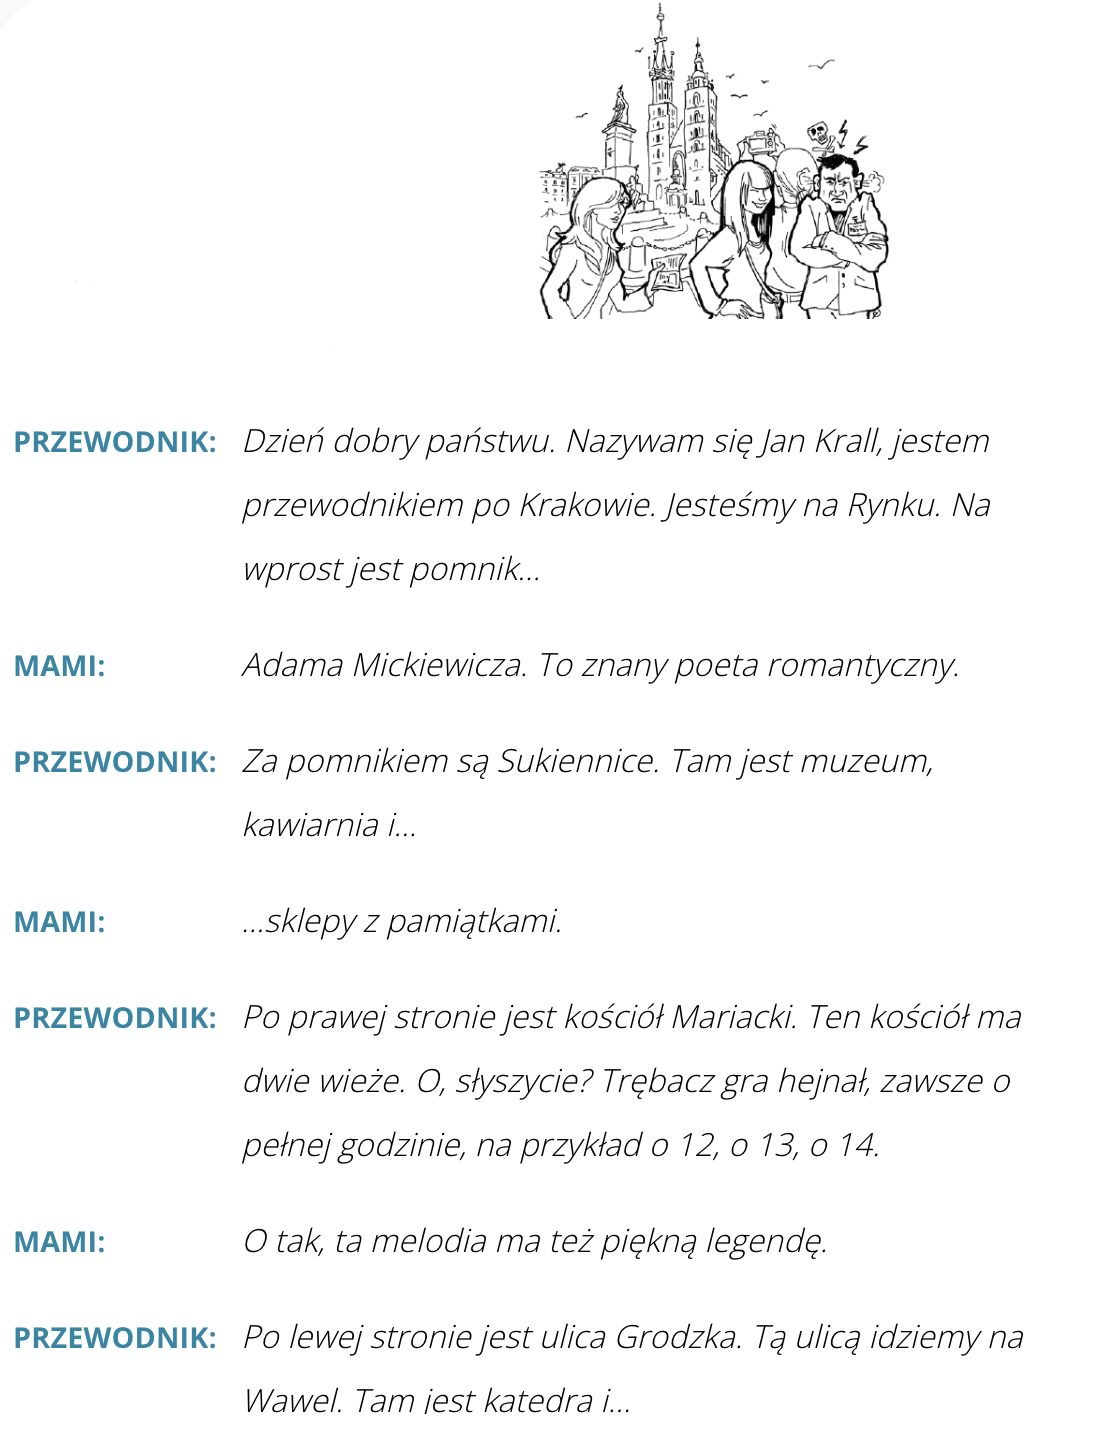 PRZEWODNIK: Dzień dobry państwu. Nazywam się Jan Krall, jestem
przewodnikiem po Krakowie. Jesteśmy na Rynku. Na
wprost jest pomnik...
MAMI: Adama Mickiewicza. To znany poeta romantyczny.
PRZEWODNIK: Za pomnikiem są Sukiennice. Tam jest muzeum,
kawiarnia i...
MAMI: ...sklepy z pamiątkami.
PRZEWODNIK: Po prawej stronie jest kościół Mariacki. Ten kościół ma
dwie wieże. O, słyszycie? Trębacz gra hejnał, zawsze o
pełnej godzinie, na przykład o 12, o 13, o 14.
MAMI: O tak, ta melodia ma też piękną legendę.
PRZEWODNIK: Po lewej stronie jest ulica Grodzka. Tą ulicą idziemy na
Wawel. Tam jest katedra i...